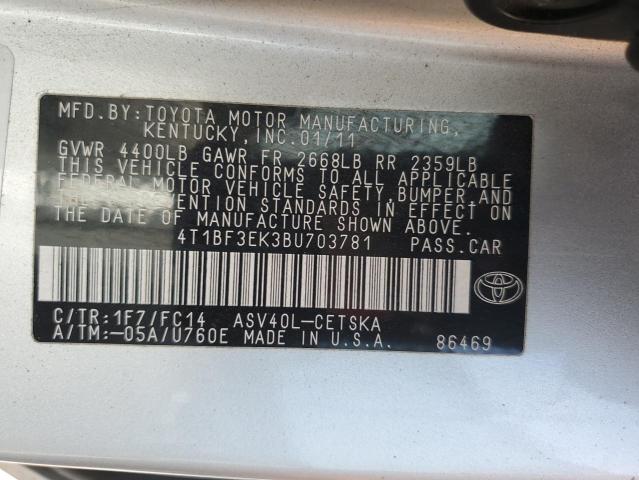 MFD.BY:TOYOTA MOTOR MANUFACTURING,
KENTUCKY, INC. 01/11
GVWR 4400LB GAWR FR 2668LB RR 2359LB
THIS VEHICLE CONFORMS TO ALL APPLICABLE
FEDERAL MOTOR VEHICLE SAFETY, BUMPER, AND
PREVENTION STANDARDS IN EFFECT ON
THE DATE OF MANUFACTURE SHOWN ABOVE.
4T1BF3EK3BU703781 PASS.CAR
C/TR:1F7/FC14 ASV40L-CETSKA
A/TM:-05A/U760E MADE IN U.S.A. 86469